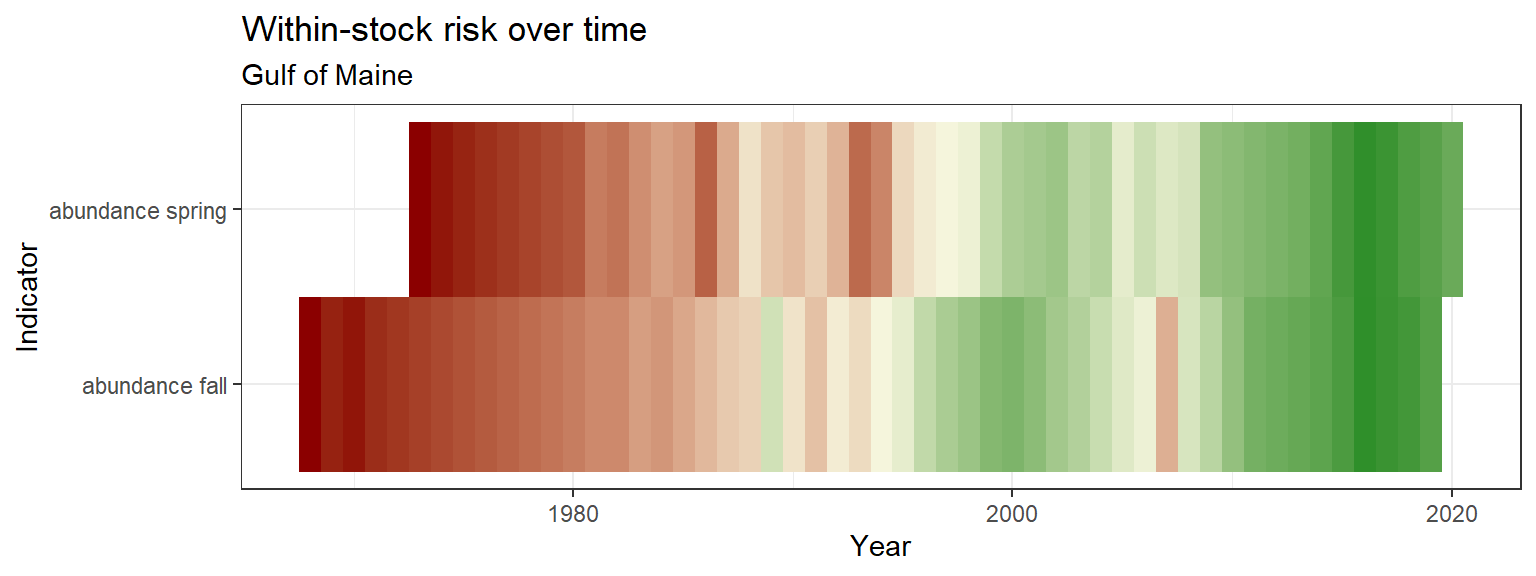 Within-stock risk over time
Gulf of Maine
Indicator
abundance spring
abundance fall
1980
2000
2020
Year